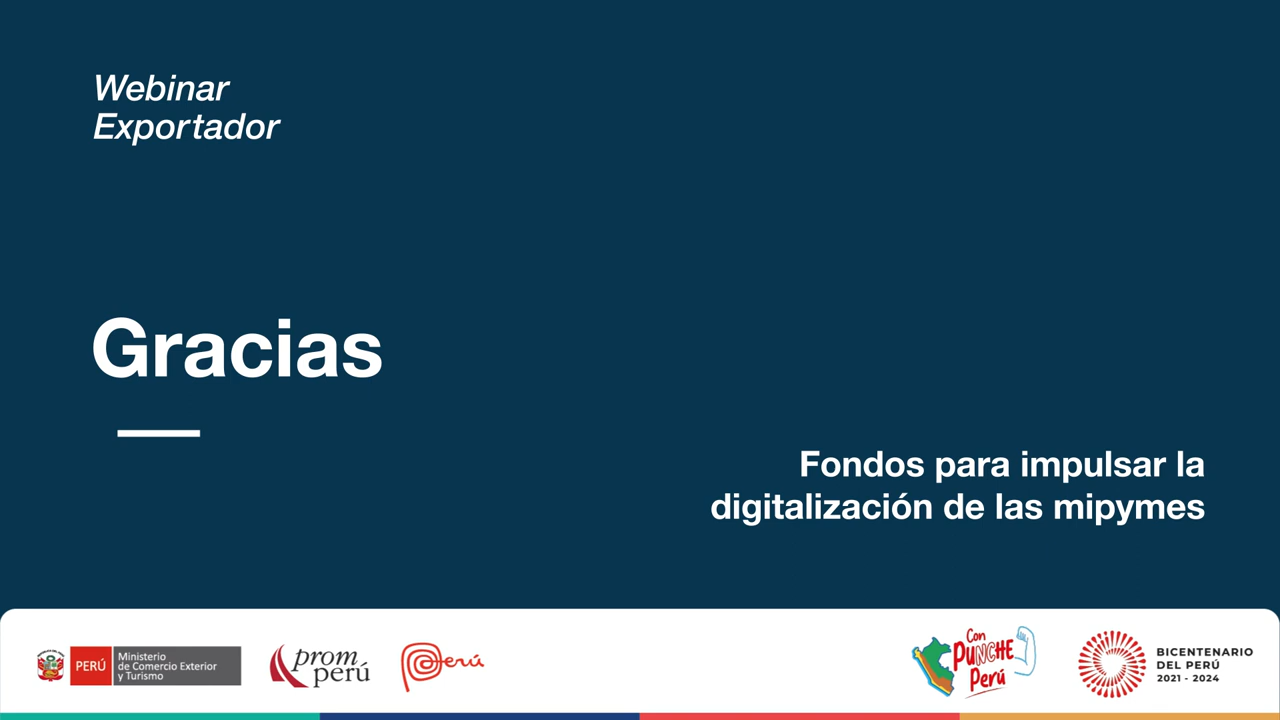 Webinar
Exportador
Gracias
Fondos para impulsar la
digitalización de las mipymes
PERÚ
Ministerio
de Comercio Exterior
y Turismo
prom
perú
Perú
Con
PUNCHE
Perú
BICENTENARIO
DEL PERÚ
2021 - 2024